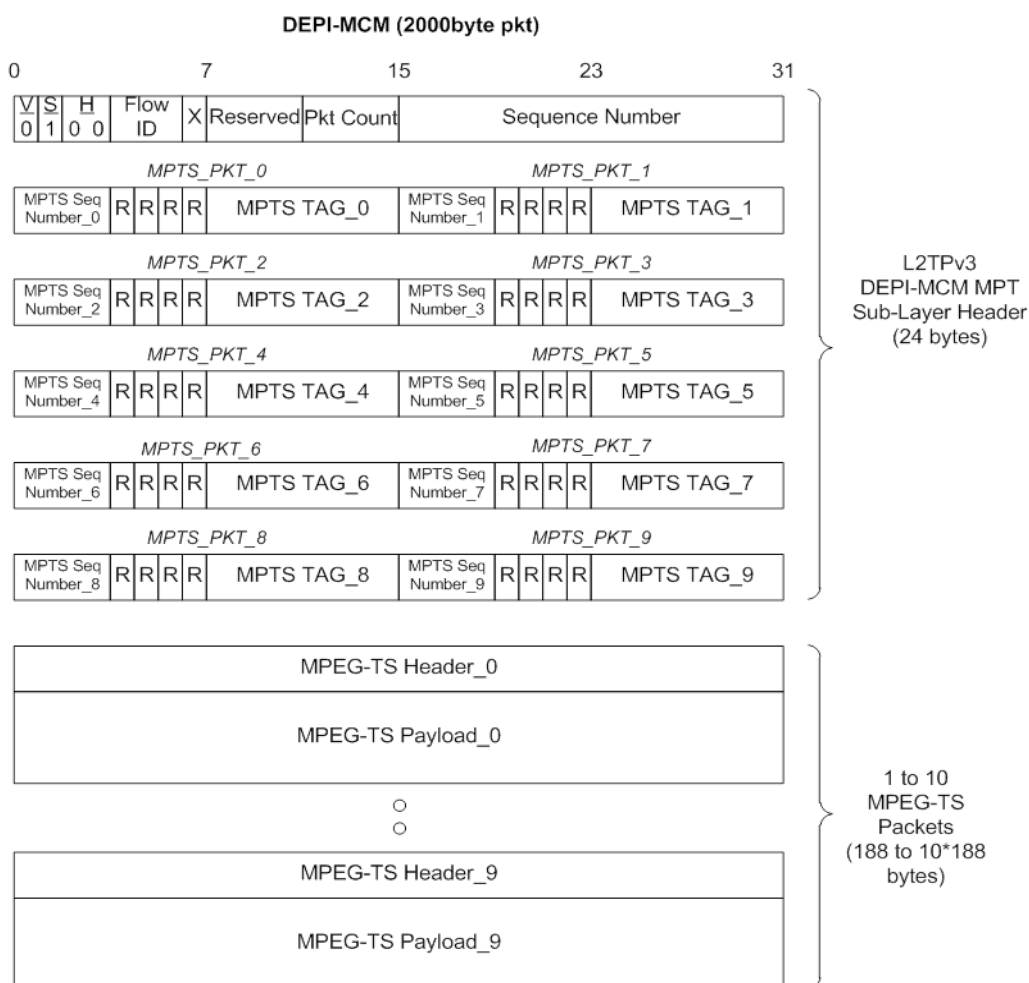 DEPI-MCM (2000byte pkt)
0 7 15 23 31
V S H Flow ID X Reserved Pkt Count Sequence Number
0 1 0 0
MPTS_PKT_0 MPTS_PKT_1
MPTS Seq Number_0 R R R R MPTS TAG_0 MPTS Seq Number_1 R R R R MPTS TAG_1
MPTS_PKT_2 MPTS_PKT_3
MPTS Seq Number_2 R R R R MPTS TAG_2 MPTS Seq Number_3 R R R R MPTS TAG_3
MPTS_PKT_4 MPTS_PKT_5
MPTS Seq Number_4 R R R R MPTS TAG_4 MPTS Seq Number_5 R R R R MPTS TAG_5
MPTS_PKT_6 MPTS_PKT_7
MPTS Seq Number_6 R R R R MPTS TAG_6 MPTS Seq Number_7 R R R R MPTS TAG_7
MPTS_PKT_8 MPTS_PKT_9
MPTS Seq Number_8 R R R R MPTS TAG_8 MPTS Seq Number_9 R R R R MPTS TAG_9
L2TPv3
DEPI-MCM MPT
Sub-Layer Header
(24 bytes)
MPEG-TS Header_0
MPEG-TS Payload_0
MPEG-TS Header_9
MPEG-TS Payload_9
1 to 10
MPEG-TS
Packets
(188 to 10*188
bytes)